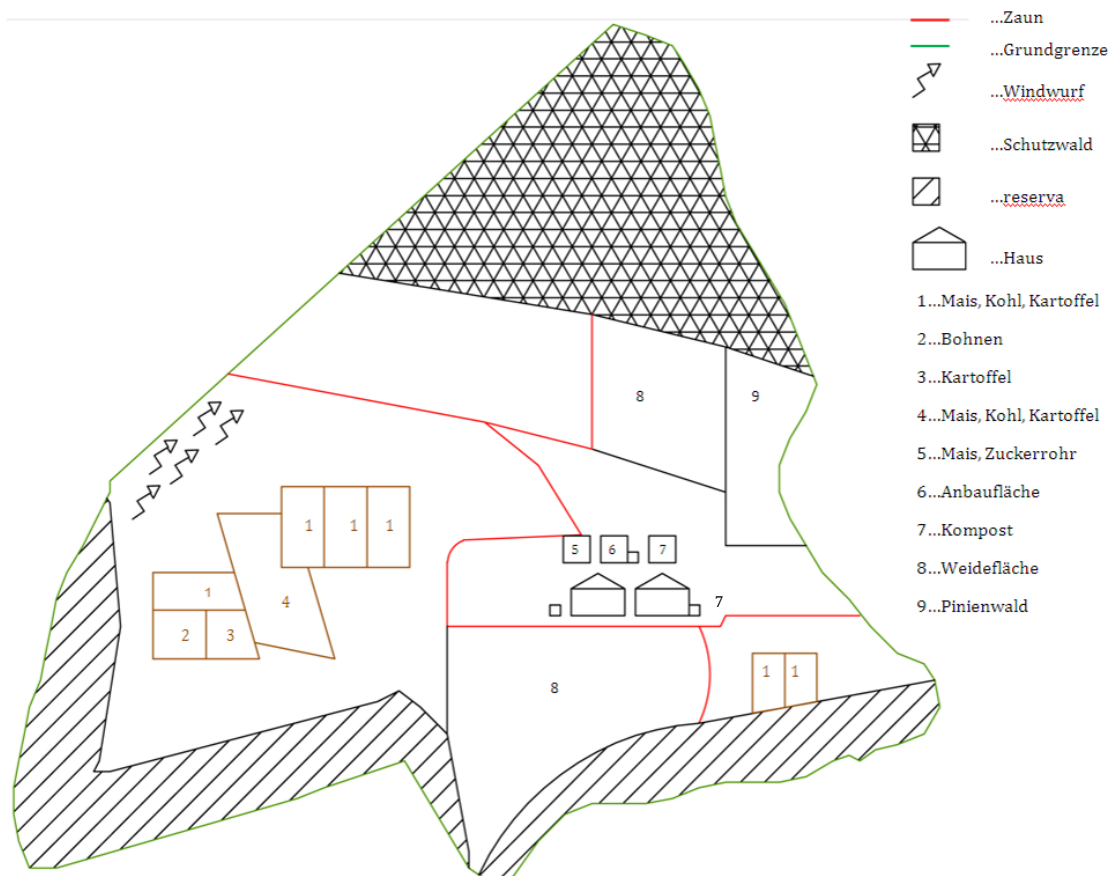 ...Zaun
...Grundgrenze
...Windwurf
...Schutzwald
...reserva
...Haus
1...Mais, Kohl, Kartoffel
2...Bohnen
3...Kartoffel
4...Mais, Kohl, Kartoffel
5...Mais, Zuckerrohr
6...Anbaufläche
7...Kompost
8...Weidefläche
9...Pinienwald
8
9
1 1 1
5 6 7
1
4
7
2 3
8
1 1